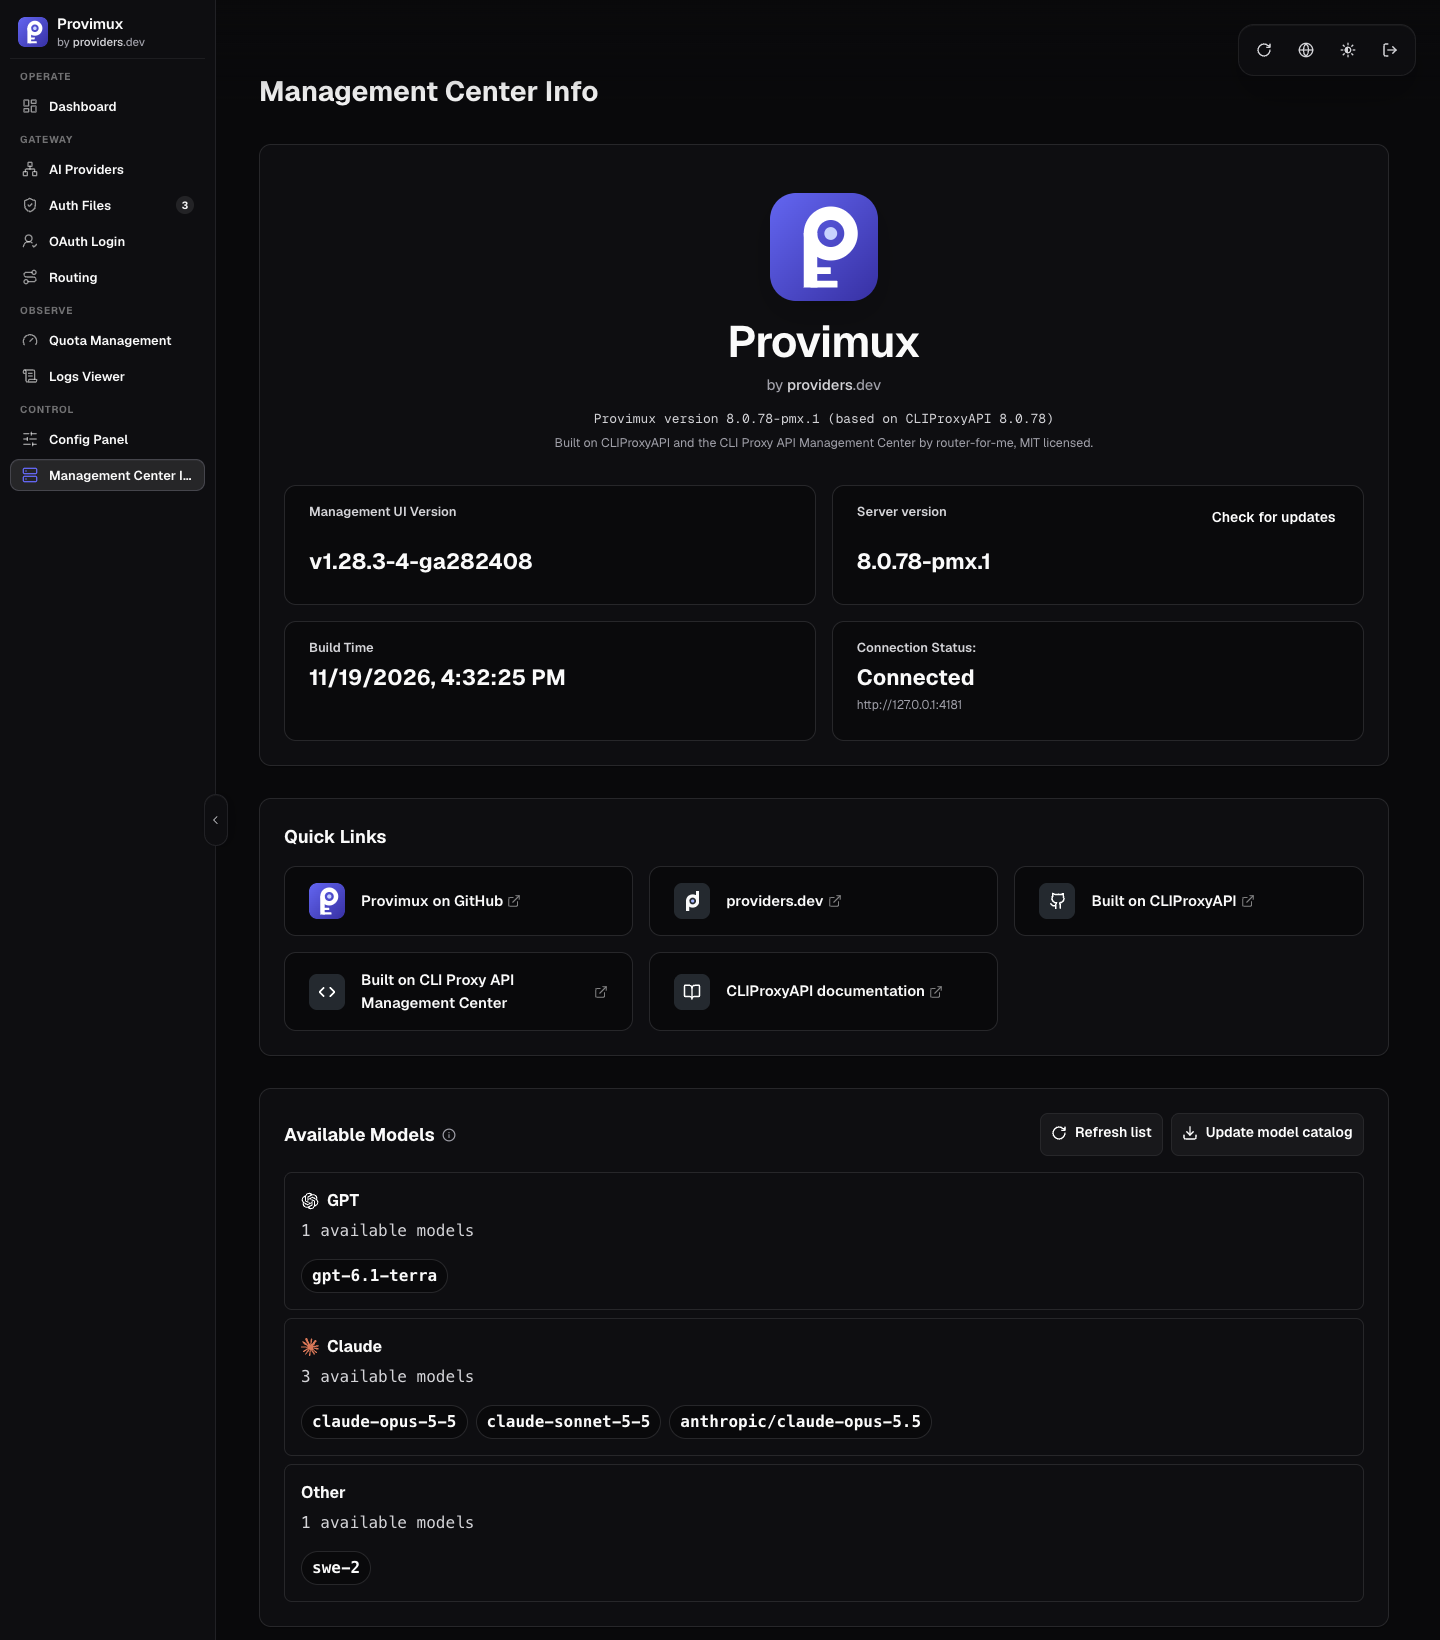 Provimux
by providers.dev
OPERATE
Dashboard
GATEWAY
AI Providers
Auth Files
3
OAuth Login
Routing
OBSERVE
Quota Management
Logs Viewer
CONTROL
Config Panel
Management Center I...
Management Center Info
Provimux
by providers.dev
Provimux version 8.0.78-pmx.1 (based on CLIProxyAPI 8.0.78)
Built on CLIProxyAPI and the CLI Proxy API Management Center by router-for-me, MIT licensed.
Management UI Version
v1.28.3-4-ga282408
Server version
Check for updates
8.0.78-pmx.1
Build Time
11/19/2026, 4:32:25 PM
Connection Status:
Connected
http://127.0.0.1:4181
Quick Links
Provimux on GitHub
providers.dev
Built on CLIProxyAPI
Built on CLI Proxy API
Management Center
CLIProxyAPI documentation
Available Models
Refresh list
Update model catalog
GPT
1 available models
gpt-6.1-terra
Claude
3 available models
claude-opus-5-5
claude-sonnet-5-5
anthropic/claude-opus-5.5
Other
1 available models
swe-2